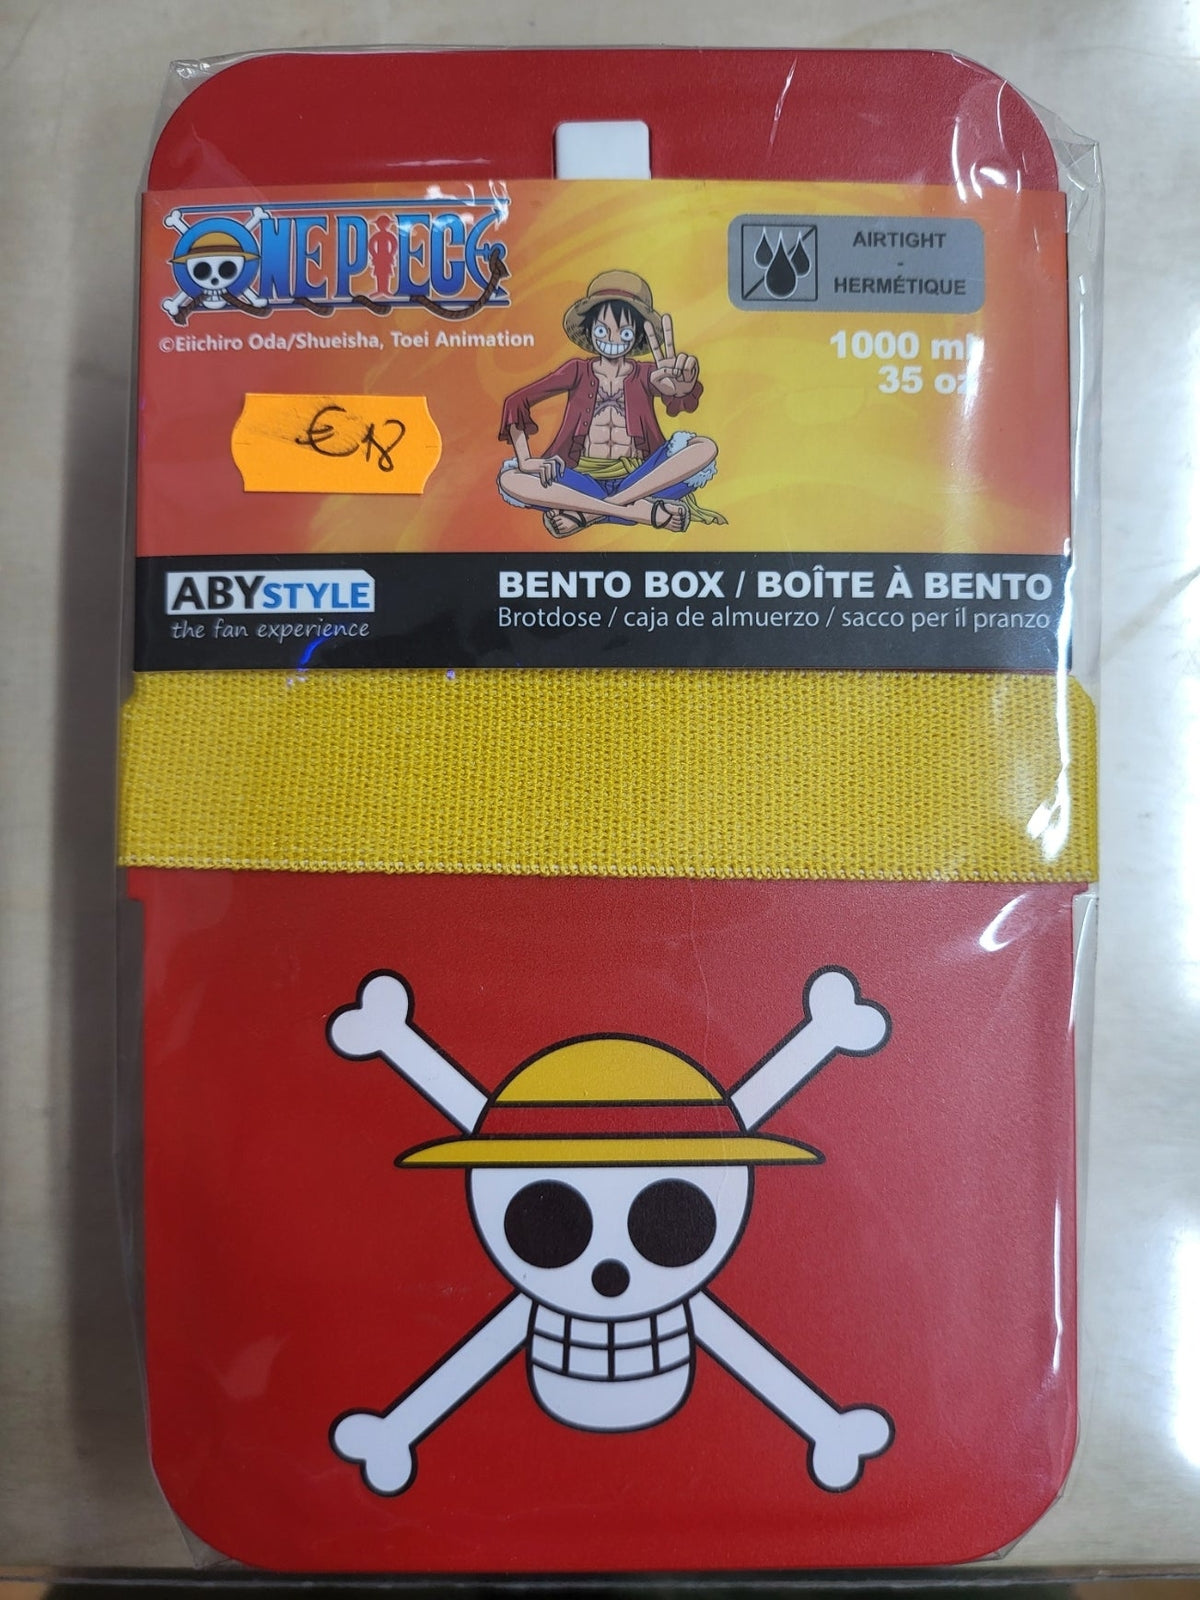 ONE PIECE
©Eiichiro Oda/Shueisha, Toei Animation
AIRTIGHT
-
HERMÉTIQUE
1000 ml
35 oz
€18
ABYSTYLE
the fan experience
BENTO BOX / BOÎTE À BENTO
Brotdose / caja de almuerzo / sacco per il pranzo